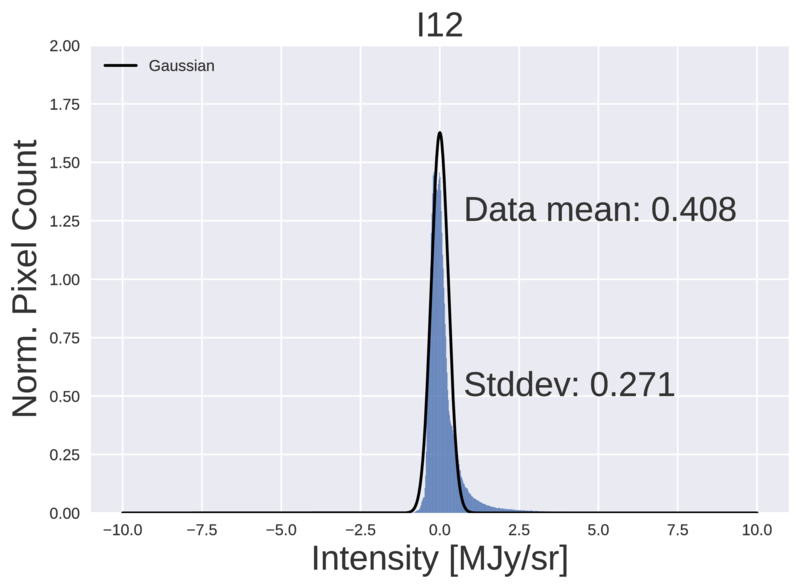 I12
2.00
Gaussian
1.75
1.50
Data mean: 0.408
1.25
1.00
0.75
Stddev: 0.271
0.50
0.25
0.00
−10.0 −7.5 −5.0 −2.5 0.0 2.5 5.0 7.5 10.0
Norm. Pixel Count
Intensity [MJy/sr]